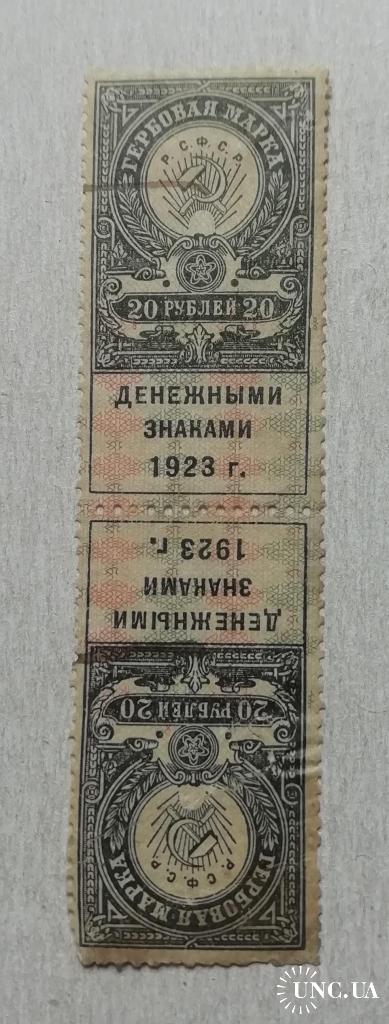 ГЕРБОВАЯ МАРКА
Р.С.Ф.С.Р.
20 РУБЛЕЙ 20
ДЕНЕЖНЫМИ
ЗНАКАМИ
1923 г.
ДЕНЕЖНЫМИ
ЗНАКАМИ
1923 г.
20 РУБЛЕЙ 20
Р.С.Ф.С.Р.
ГЕРБОВАЯ МАРКА
UNC.UA